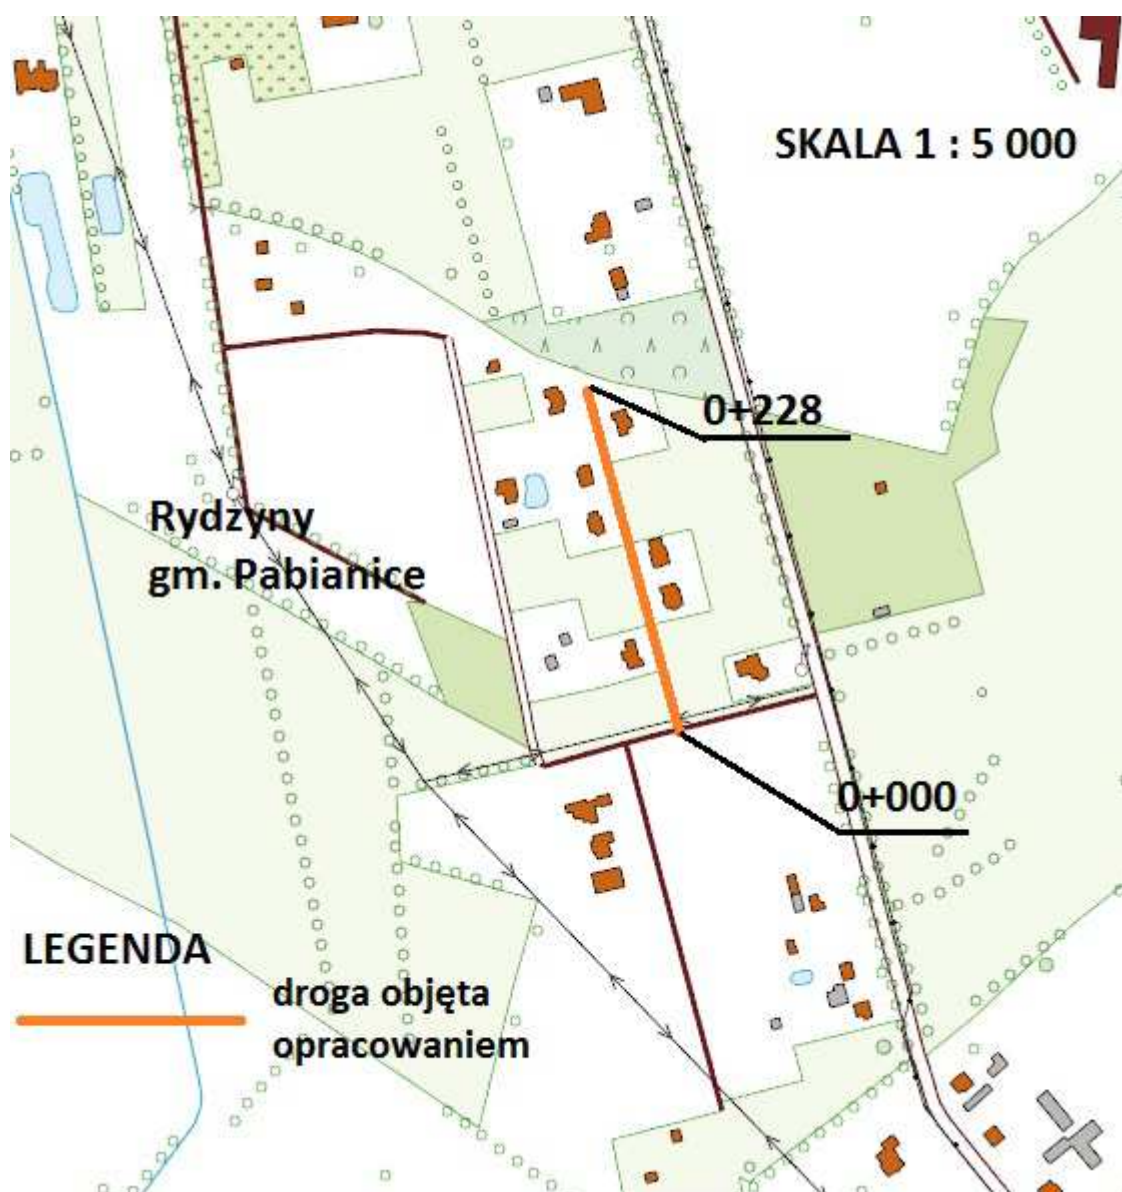 SKALA 1 : 5 000
0+228
Rydzyny
gm. Pabianice
0+000
LEGENDA
droga objęta
opracowaniem